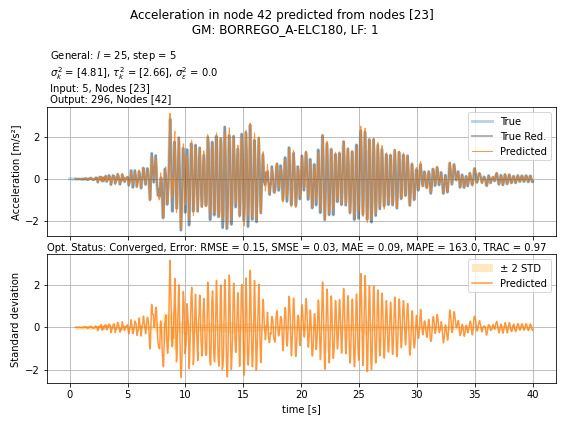 Acceleration in node 42 predicted from nodes [23]
GM: BORREGO_A-ELC180, LF: 1
General: l = 25, step = 5
σ²ₖ = [4.81], τ²ₖ = [2.66], σ²ε = 0.0
Input: 5, Nodes [23]
Output: 296, Nodes [42]
Acceleration [m/s²]
2
0
−2
True
True Red.
Predicted
Opt. Status: Converged, Error: RMSE = 0.15, SMSE = 0.03, MAE = 0.09, MAPE = 163.0, TRAC = 0.97
Standard deviation
2
0
−2
± 2 STD
Predicted
0 5 10 15 20 25 30 35 40
time [s]